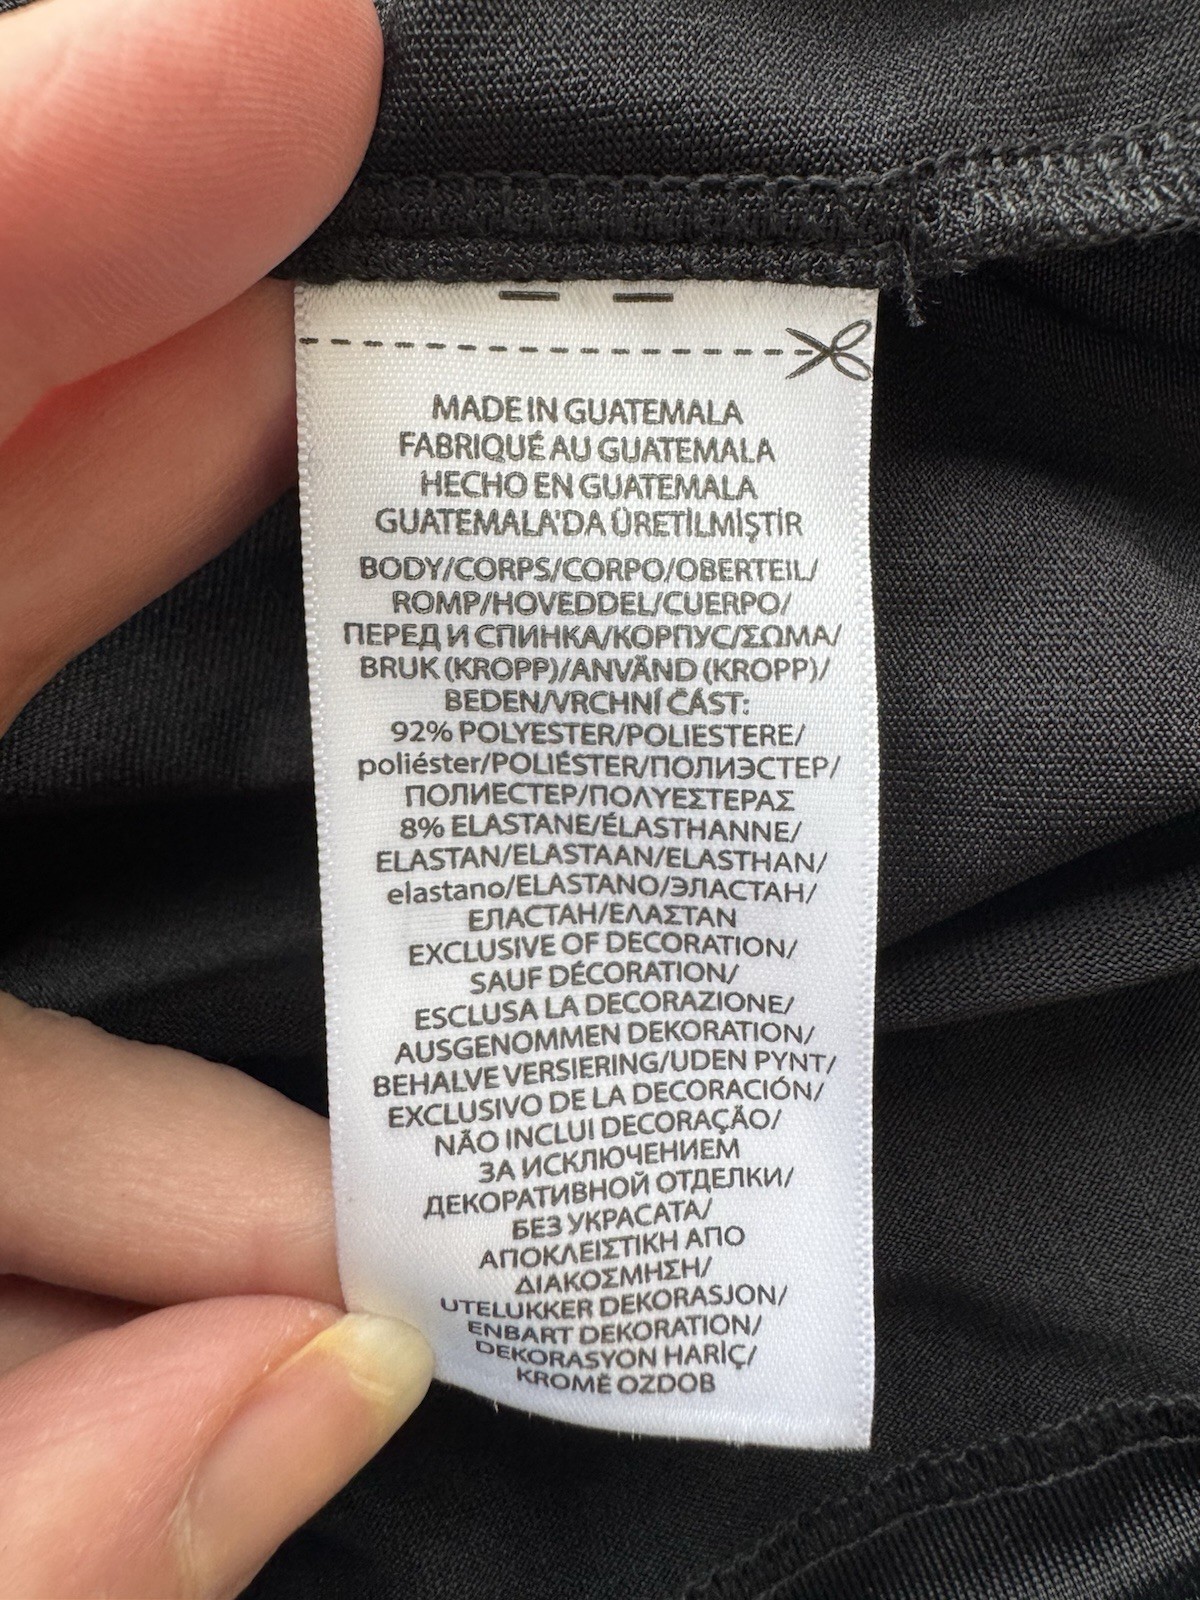 MADE IN GUATEMALA
FABRIQUÉ AU GUATEMALA
HECHO EN GUATEMALA
GUATEMALA'DA ÜRETİLMİŞTİR
BODY/CORPS/CORPO/OBERTEIL/
ROMP/HOVEDDEL/CUERPO/
ПЕРЕД И СПИНКА/КОРПУС/ΣΩΜΑ/
BRUK (KROPP)/ANVÄND (KROPP)/
BEDEN/VRCHNÍ ČÁST:
92% POLYESTER/POLIESTERE/
poliéster/POLIÉSTER/ПОЛИЭСТЕР/
ПОЛИЕСТЕР/ΠΟΛΥΕΣΤΕΡΑΣ
8% ELASTANE/ÉLASTHANNE/
ELASTAN/ELASTAAN/ELASTHAN/
elastano/ELASTANO/ЭЛАСТАН/
ЕЛАСТАН/ΕΛΑΣΤΑΝ
EXCLUSIVE OF DECORATION/
SAUF DÉCORATION/
ESCLUSA LA DECORAZIONE/
AUSGENOMMEN DEKORATION/
BEHALVE VERSIERING/UDEN PYNT/
EXCLUSIVO DE LA DECORACIÓN/
NÃO INCLUI DECORAÇÃO/
ЗА ИСКЛЮЧЕНИЕМ
ДЕКОРАТИВНОЙ ОТДЕЛКИ/
БЕЗ УКРАСАТА/
ΑΠΟΚΛΕΙΣΤΙΚΗ ΑΠΟ
ΔΙΑΚΟΣΜΗΣΗ/
UTELUKKER DEKORASJON/
ENBART DEKORATION/
DEKORASYON HARİÇ/
KROMĚ OZDOB